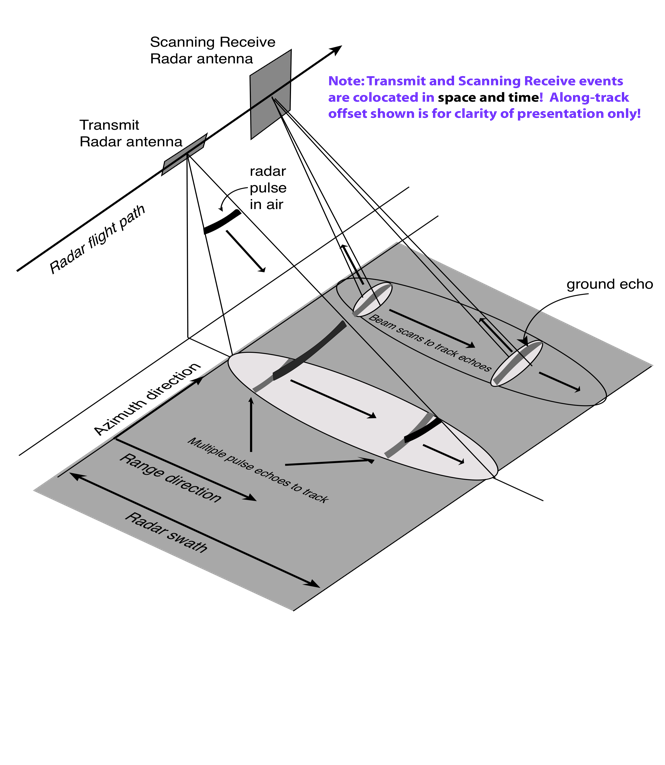 Scanning Receive
Radar antenna
Note: Transmit and Scanning Receive events
are colocated in space and time!  Along-track
offset shown is for clarity of presentation only!
Transmit
Radar antenna
radar
pulse
in air
Radar flight path
ground echo
Beam scans to track echoes
Azimuth direction
Multiple pulse echoes to track
Range direction
Radar swath